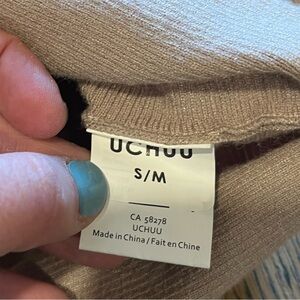 UCHUU
S/M
CA 58278
UCHUU
Made in China / Fait en Chine